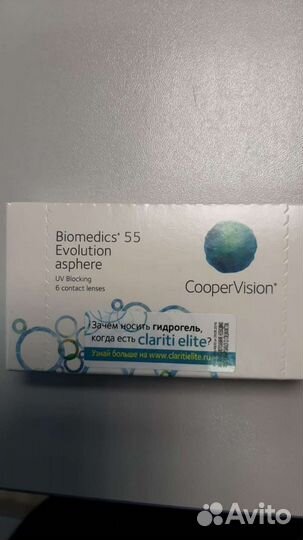 Biomedics® 55
Evolution
asphere
UV Blocking
6 contact lenses
CooperVision®
Зачем носить гидрогель,
когда есть clariti elite?
Узнай больше на www.claritielite.ru
Avito